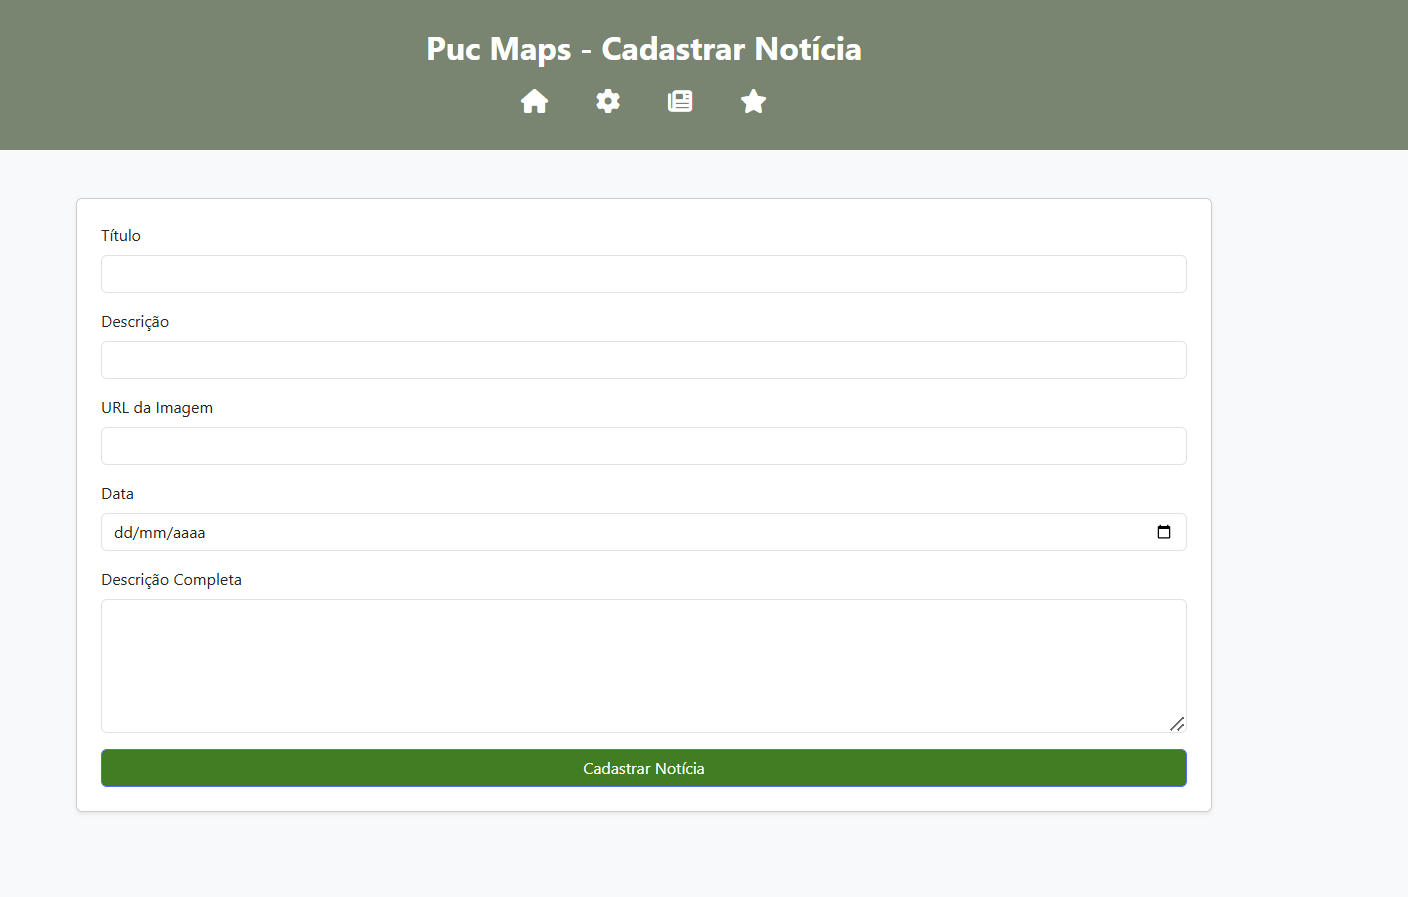 Puc Maps - Cadastrar Notícia
Título
Descrição
URL da Imagem
Data
dd/mm/aaaa
Descrição Completa
Cadastrar Notícia